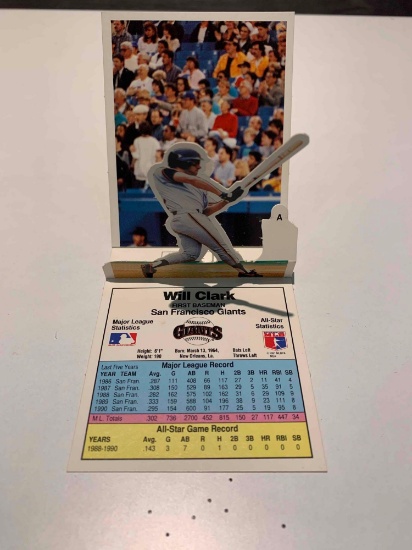 A
Will Clark
FIRST BASEMAN
San Francisco Giants
Major League
Statistics
GIANTS
All-Star
Statistics
Height: 6'1"
Weight: 190
Born: March 13, 1964,
New Orleans, La.
Bats Left
Throws Left
Last Five Years Major League Record
YEAR TEAM Avg. G AB R H 2B 3B HR RBI SB
1986 San Fran. .287 111 408 66 117 27 2 11 41 4
1987 San Fran. .308 150 529 89 163 29 5 35 91 5
1988 San Fran. .282 162 575 102 162 31 6 29 109 9
1989 San Fran. .333 159 588 104 196 38 9 23 111 8
1990 San Fran. .295 154 600 91 177 25 5 19 95 8
M.L. Totals .302 736 2700 452 815 150 27 117 447 34
All-Star Game Record
YEARS Avg. G AB R H 2B 3B HR RBI SB
1988-1990 .143 3 7 0 1 0 0 0 0 0